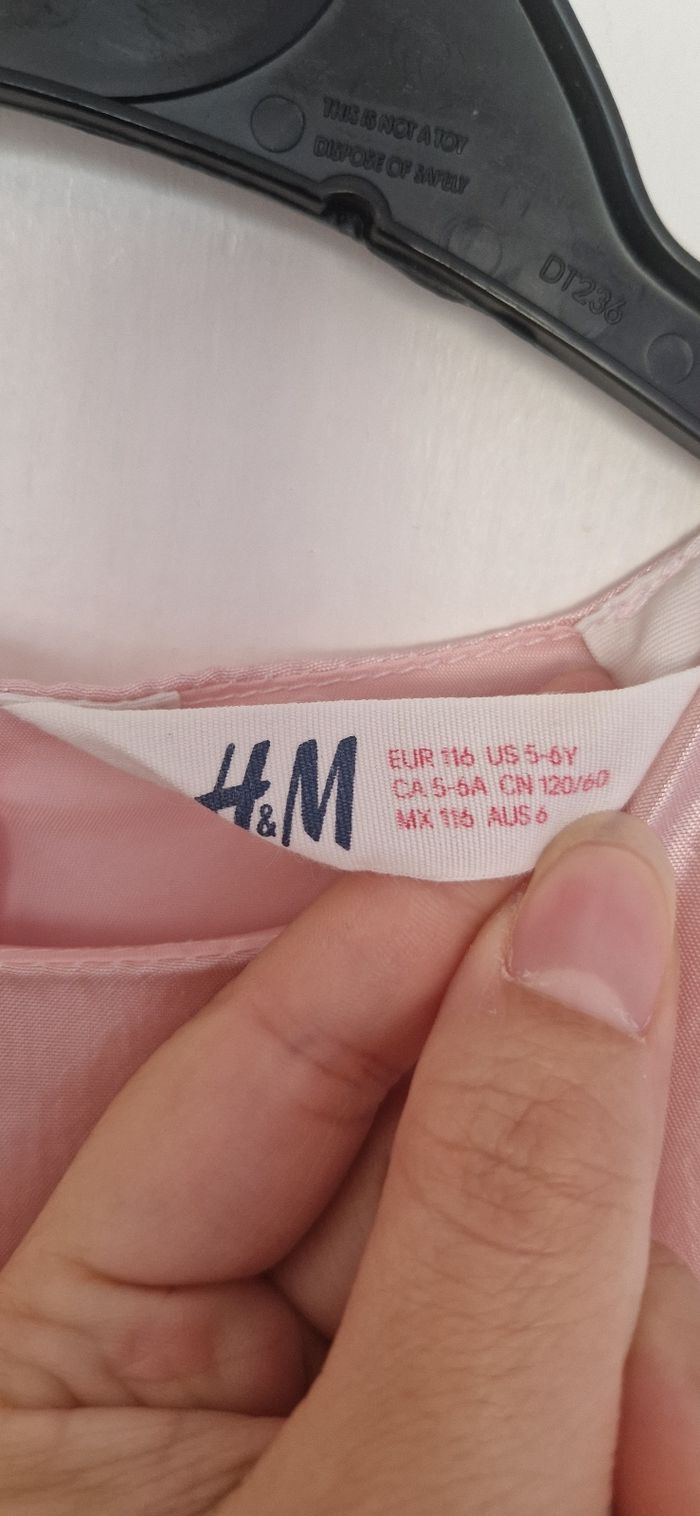 THIS IS NOT A TOY
DISPOSE OF SAFELY
DT236
H&M
EUR 116 US 5-6Y
CA 5-6A CN 120/60
MX 116 AUS 6